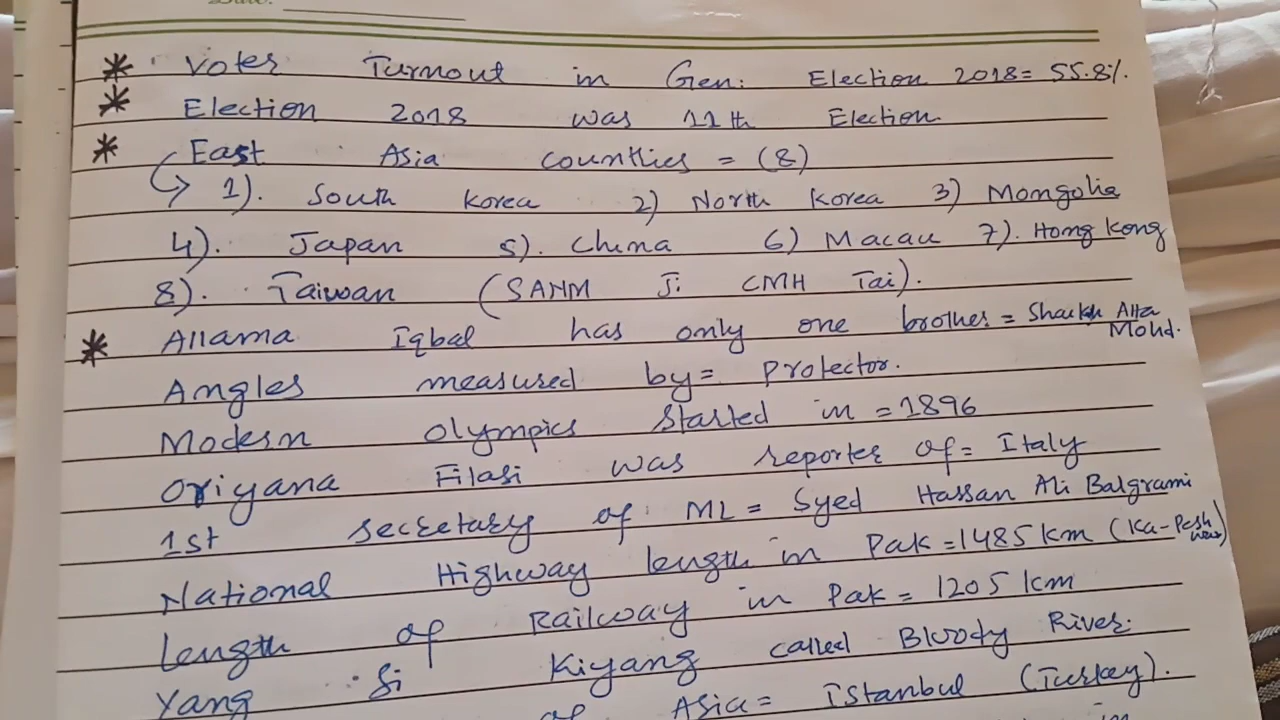 Date:
* Voter Turnout in Gen: Election 2018 = 55.8%.
* Election 2018 was 11th Election.
* East Asia countries = (8)
1). South Korea 2) North Korea 3) Mongolia
4). Japan 5). China 6) Macau 7). Hong Kong
8). Taiwan (SANM Ji CMH Tai).
* Allama Iqbal has only one brother = Shaikh Atta Mohd.
Angles measured by = Protector.
Modern Olympics started in = 1896
Oriyana Filasi was reporter of = Italy
1st secretary of ML = Syed Hassan Ali Balgrami
National Highway length in Pak = 1485 km (Ka-Peshwar)
Length of Railway in Pak = 1205 km
Yang Si Kiyang called Bloody River.
of Asia = Istanbul (Turkey).
in